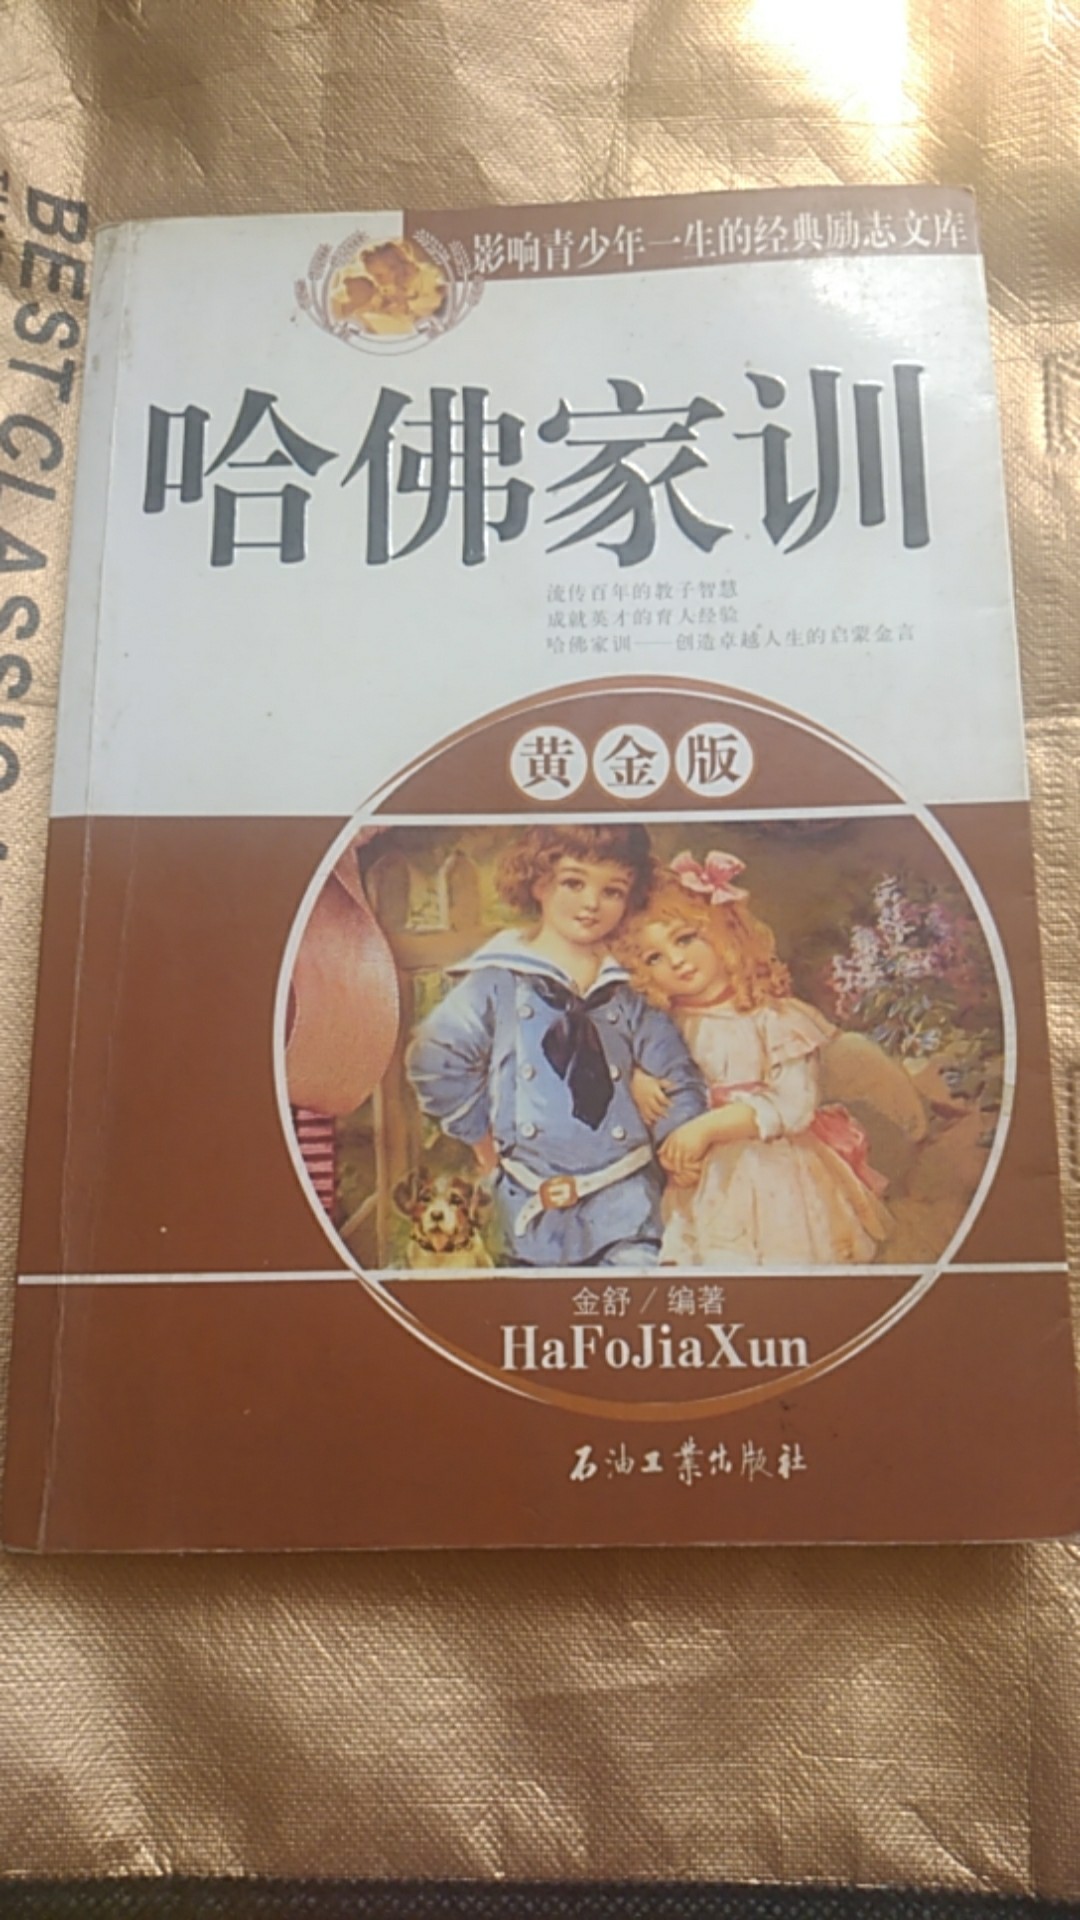 影响青少年一生的经典励志文库
哈佛家训
流传百年的教子智慧
成就英才的育人经验
哈佛家训——创造卓越人生的启蒙金言
黄金版
金舒/编著
HaFoJiaXun
石油工业出版社
BEST CLASSIC